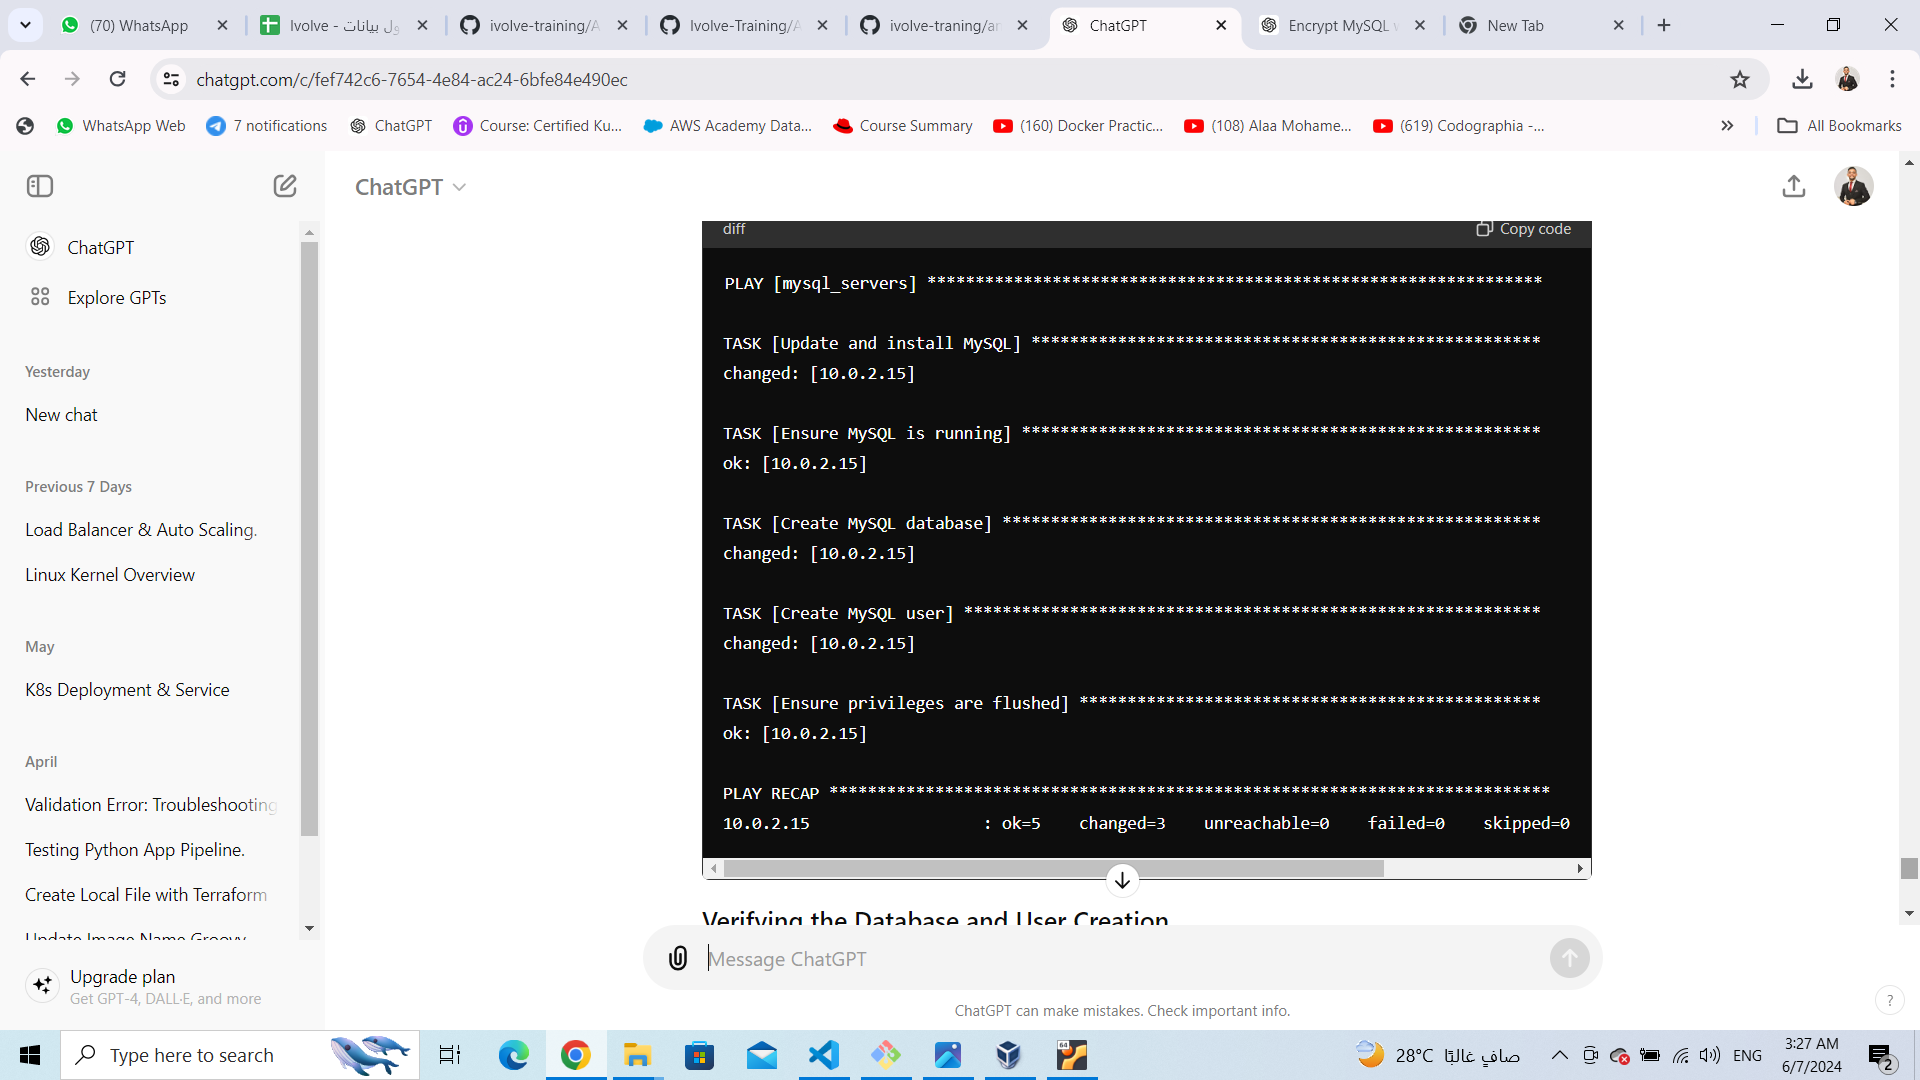 (70) WhatsApp
Ivolve - ول بيانات
ivolve-training/A
Ivolve-Training/A
ivolve-traning/an
ChatGPT
Encrypt MySQL w
New Tab
chatgpt.com/c/fef742c6-7654-4e84-ac24-6bfe84e490ec
WhatsApp Web
7 notifications
ChatGPT
Course: Certified Ku...
AWS Academy Data...
Course Summary
(160) Docker Practic...
(108) Alaa Mohame...
(619) Codographia -...
All Bookmarks
ChatGPT
Explore GPTs
Yesterday
New chat
Previous 7 Days
Load Balancer & Auto Scaling.
Linux Kernel Overview
May
K8s Deployment & Service
April
Validation Error: Troubleshooting
Testing Python App Pipeline.
Create Local File with Terraform
Update Image Name Groovy
Upgrade plan
Get GPT-4, DALL·E, and more
ChatGPT
diff
Copy code
PLAY [mysql_servers] ****************************************************************
TASK [Update and install MySQL] *****************************************************
changed: [10.0.2.15]
TASK [Ensure MySQL is running] ******************************************************
ok: [10.0.2.15]
TASK [Create MySQL database] ********************************************************
changed: [10.0.2.15]
TASK [Create MySQL user] ************************************************************
changed: [10.0.2.15]
TASK [Ensure privileges are flushed] ************************************************
ok: [10.0.2.15]
PLAY RECAP ***************************************************************************
10.0.2.15                  : ok=5    changed=3    unreachable=0    failed=0    skipped=0
Verifying the Database and User Creation
Message ChatGPT
ChatGPT can make mistakes. Check important info.
?
Type here to search
64
28°C صافٍ غالبًا
ENG
3:27 AM
6/7/2024
2